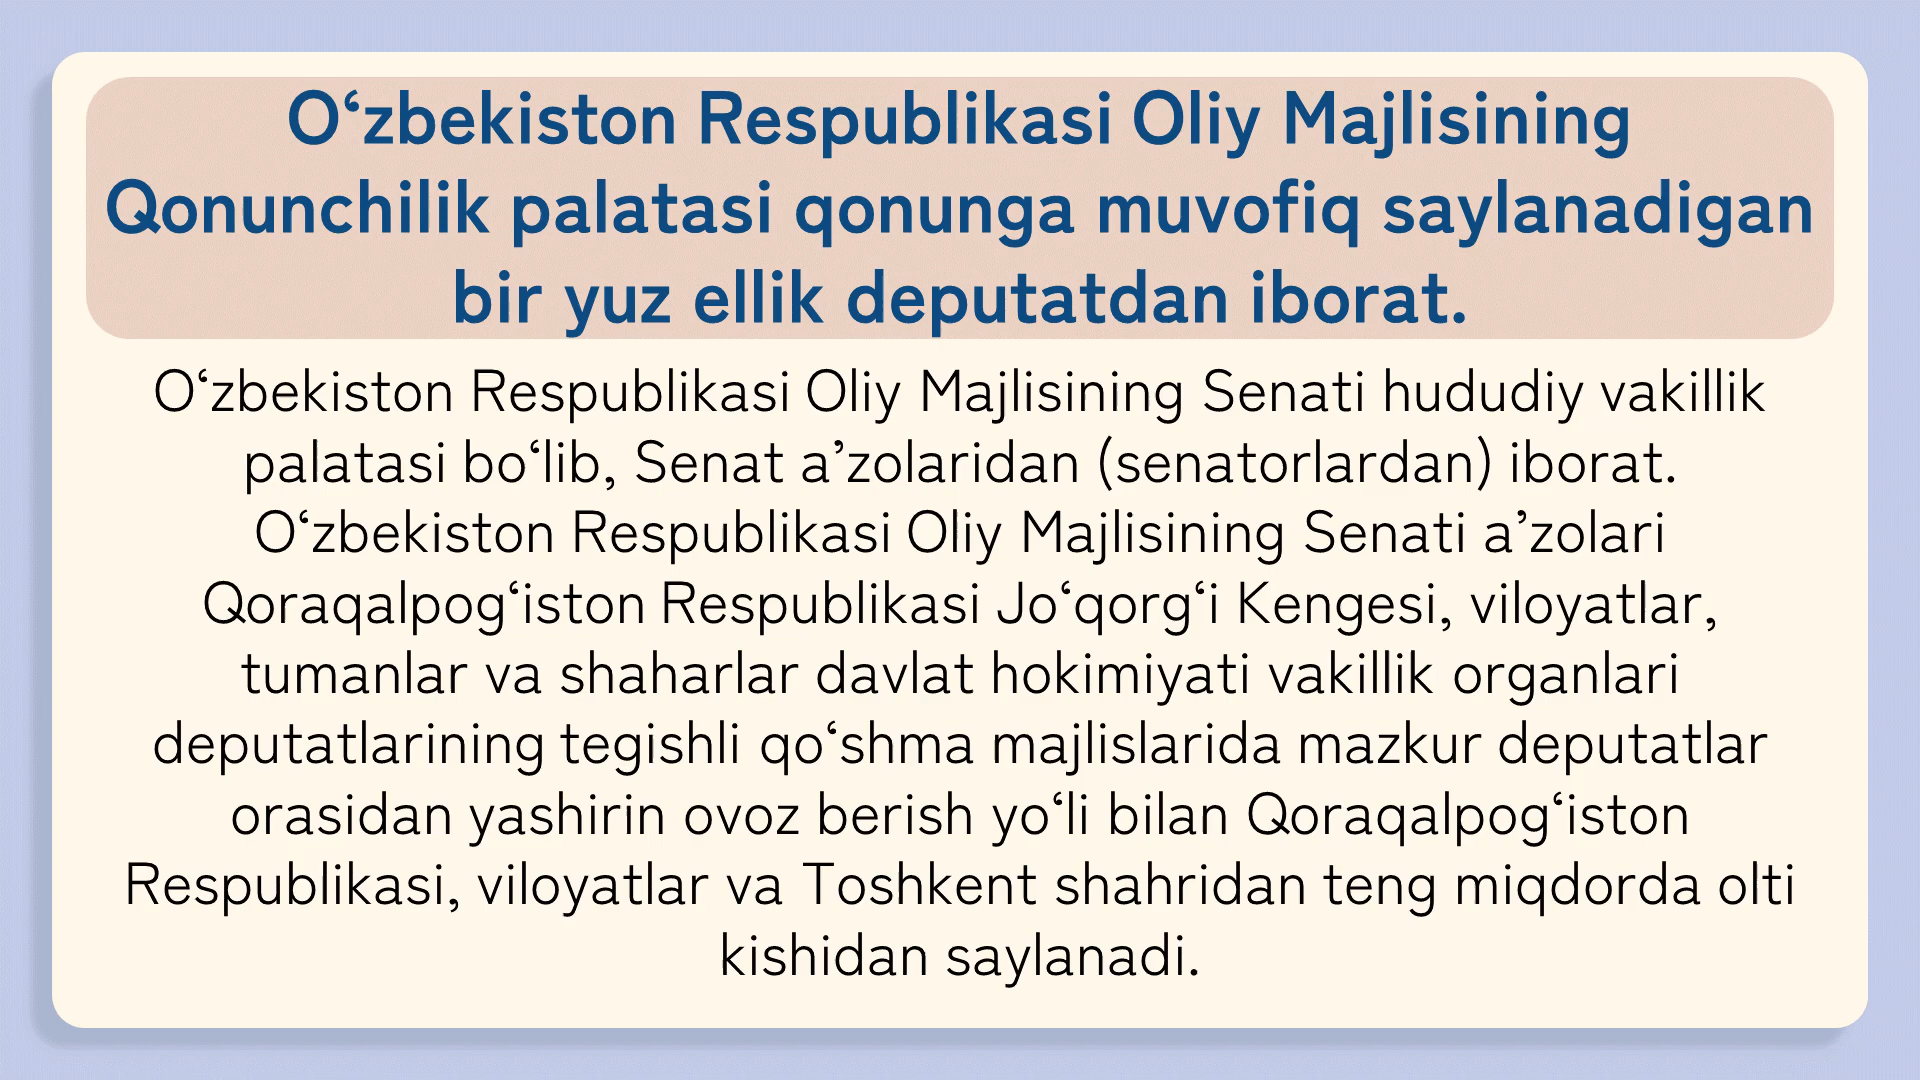 O‘zbekiston Respublikasi Oliy Majlisining
Qonunchilik palatasi qonunga muvofiq saylanadigan
bir yuz ellik deputatdan iborat.
O‘zbekiston Respublikasi Oliy Majlisining Senati hududiy vakillik
palatasi bo‘lib, Senat a’zolaridan (senatorlardan) iborat.
O‘zbekiston Respublikasi Oliy Majlisining Senati a’zolari
Qoraqalpog‘iston Respublikasi Jo‘qorg‘i Kengesi, viloyatlar,
tumanlar va shaharlar davlat hokimiyati vakillik organlari
deputatlarining tegishli qo‘shma majlislarida mazkur deputatlar
orasidan yashirin ovoz berish yo‘li bilan Qoraqalpog‘iston
Respublikasi, viloyatlar va Toshkent shahridan teng miqdorda olti
kishidan saylanadi.